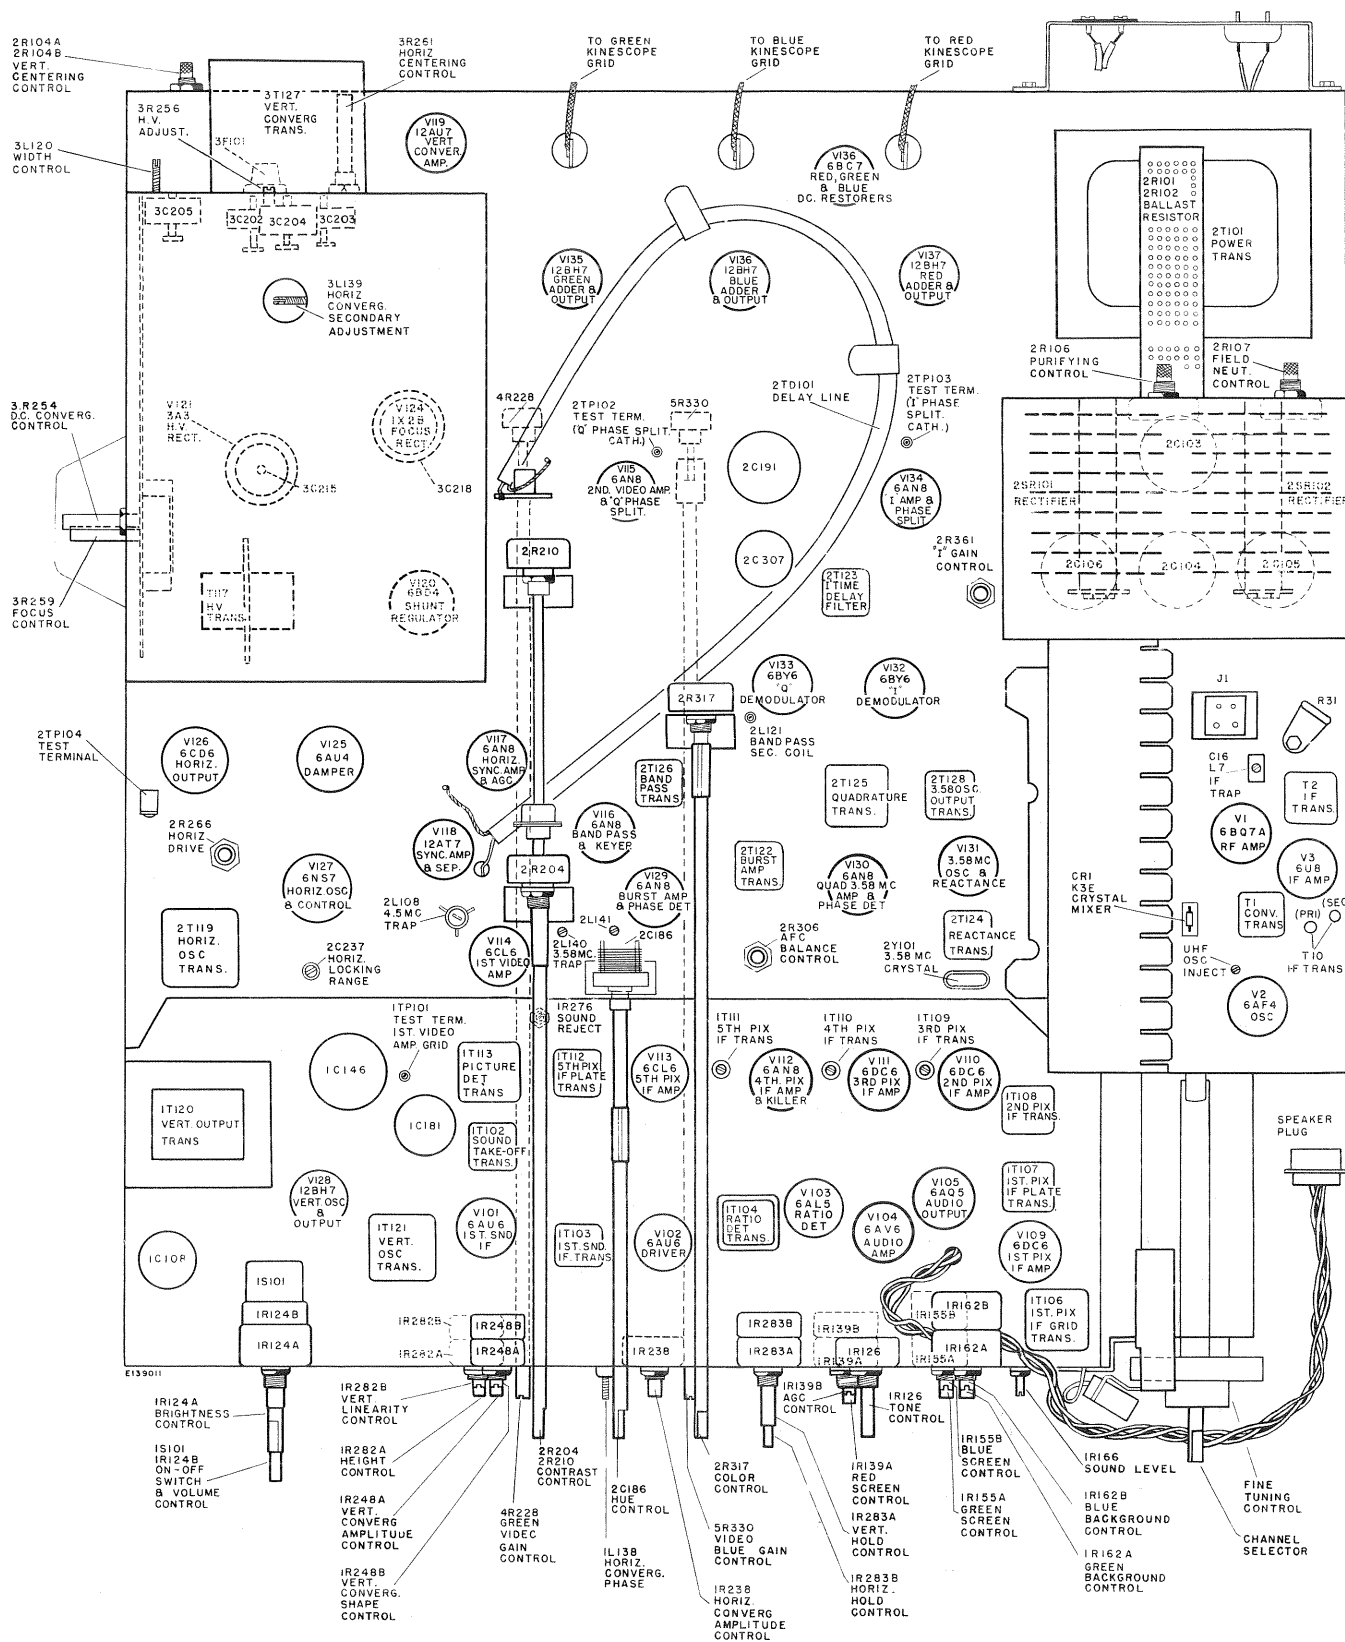 2R104A
2R104B
VERT.
CENTERING
CONTROL
3R256
H.V.
ADJUST.
3T127
VERT.
CONVERG
TRANS.
3R261
HORIZ
CENTERING
CONTROL
TO GREEN
KINESCOPE
GRID
TO BLUE
KINESCOPE
GRID
TO RED
KINESCOPE
GRID
3L120
WIDTH
CONTROL
3F101
V119
12AU7
VERT
CONVER.
AMP.
V136
6BC7
RED, GREEN
& BLUE
DC. RESTORERS
2R101
2R102
BALLAST
RESISTOR
2T101
POWER
TRANS
3C205
3C202
3C204
3C203
V135
12BH7
GREEN
ADDER &
OUTPUT
V136
12BH7
BLUE
ADDER
& OUTPUT
V137
12BH7
RED
ADDER &
OUTPUT
3L139
HORIZ
CONVERG.
SECONDARY
ADJUSTMENT
2R106
PURIFYING
CONTROL
2R107
FIELD
NEUT.
CONTROL
3.R254
D.C. CONVERG.
CONTROL
V121
3A3
H.V.
RECT.
V124
1X2B
FOCUS
RECT.
4R228
2TP102
TEST TERM.
("Q" PHASE SPLIT.
CATH.)
5R330
2TD101
DELAY LINE
2TP103
TEST TERM.
("I" PHASE
SPLIT.
CATH.)
2C103
3C215
3C218
V115
6AN8
2ND. VIDEO AMP.
& "Q" PHASE
SPLIT.
2C191
V134
6AN8
"I" AMP &
PHASE
SPLIT
2SR101
RECTIFIER
2SR102
RECTIFIER
2R210
2C307
2R361
"I" GAIN
CONTROL
2C106
2C104
2C105
3R259
FOCUS
CONTROL
T117
HV
TRANS
V120
6BD4
SHUNT
REGULATOR
2T123
I TIME
DELAY
FILTER
V133
6BY6
"Q"
DEMODULATOR
V132
6BY6
"I"
DEMODULATOR
2R317
2L121
BAND PASS
SEC. COIL
J1
R31
2TP104
TEST
TERMINAL
V126
6CD6
HORIZ.
OUTPUT
V125
6AU4
DAMPER
V117
6AN8
HORIZ.
SYNC. AMP
& AGC
2T126
BAND
PASS
TRANS
2T125
QUADRATURE
TRANS.
2T128
3.58OSC.
OUTPUT
TRANS.
C16
L7
IF
TRAP
T2
IF
TRANS.
2R266
HORIZ
DRIVE
V118
12AT7
SYNC. AMP
& SEP.
V116
6AN8
BAND PASS
& KEYER
V1
6BQ7A
RF AMP
V127
6NS7
HORIZ. OSC
& CONTROL
2R204
V129
6AN8
BURST AMP
& PHASE DET
2T122
BURST
AMP
TRANS
V130
6AN8
QUAD 3.58 MC
AMP &
PHASE DET
V131
3.58MC
OSC &
REACTANCE
V3
6U8
IF AMP
CR1
K3E
CRYSTAL
MIXER
2L108
4.5MC
TRAP
2L141
2C186
2L140
3.58MC.
TRAP
T1
CONV.
TRANS
(PRI)
(SEC
T10
I-F TRANS
2T119
HORIZ.
OSC
TRANS.
2C237
HORIZ.
LOCKING
RANGE
V114
6CL6
1ST VIDEO
AMP
2R306
AFC
BALANCE
CONTROL
2Y101
3.58 MC
CRYSTAL
2T124
REACTANCE
TRANS.
UHF
OSC
INJECT
V2
6AF4
OSC
1TP101
TEST TERM.
1ST. VIDEO
AMP. GRID
1R276
SOUND
REJECT
1T111
5TH PIX
IF TRANS
1T110
4TH PIX
IF TRANS
1T109
3RD PIX
IF TRANS
1C146
1T113
PICTURE
DET
TRANS
1T112
5TH PIX
IF PLATE
TRANS
V113
6CL6
5TH PIX
IF AMP
V112
6AN8
4TH. PIX
IF AMP
& KILLER
V111
6DC6
3RD PIX
IF AMP
V110
6DC6
2ND PIX
IF AMP
1T108
2ND PIX
IF TRANS.
1T120
VERT. OUTPUT
TRANS
1C181
1T102
SOUND
TAKE-OFF
TRANS.
SPEAKER
PLUG
V128
12BH7
VERT. OSC
&
OUTPUT
V101
6AU6
1ST. SND
IF
1T103
1ST. SND.
IF. TRANS.
V102
6AU6
DRIVER
1T104
RATIO
DET
TRANS.
V103
6AL5
RATIO
DET
V105
6AQ5
AUDIO
OUTPUT
V104
6AV6
AUDIO
AMP
1T107
1ST. PIX
IF PLATE
TRANS.
V109
6DC6
1ST PIX
IF AMP
1T121
VERT.
OSC
TRANS.
1C108
1S101
1R124B
1R124A
1R282B
1R248B
1R282A
1R248A
1R238
1R283B
1R283A
1R139B
1R126
1R139A
1R155B
1R162B
1R162A
1R155A
1T106
1ST. PIX
IF GRID
TRANS.
E139011
1R124A
BRIGHTNESS
CONTROL
1S101
1R124B
ON-OFF
SWITCH
& VOLUME
CONTROL
1R282B
VERT.
LINEARITY
CONTROL
1R282A
HEIGHT
CONTROL
1R248A
VERT.
CONVERG
AMPLITUDE
CONTROL
1R248B
VERT.
CONVERG.
SHAPE
CONTROL
4R228
GREEN
VIDEC
GAIN
CONTROL
2R204
2R210
CONTRAST
CONTROL
2C186
HUE
CONTROL
1L138
HORIZ.
CONVERG.
PHASE
2R317
COLOR
CONTROL
5R330
VIDEO
BLUE GAIN
CONTROL
1R238
HORIZ.
CONVERG
AMPLITUDE
CONTROL
1R139B
AGC
CONTROL
1R126
TONE
CONTROL
1R139A
RED
SCREEN
CONTROL
1R283A
VERT.
HOLD
CONTROL
1R283B
HORIZ.
HOLD
CONTROL
1R155B
BLUE
SCREEN
CONTROL
1R155A
GREEN
SCREEN
CONTROL
1R166
SOUND LEVEL
1R162B
BLUE
BACKGROUND
CONTROL
1R162A
GREEN
BACKGROUND
CONTROL
FINE
TUNING
CONTROL
CHANNEL
SELECTOR